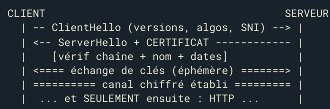 CLIENT SERVEUR
| -- ClientHello (versions, algos, SNI) --> |
| <-- ServerHello + CERTIFICAT ------------ |
| [vérif chaîne + nom + dates] |
| <==== échange de clés (éphémère) =======> |
| ========== canal chiffré établi ========= |
| ... et SEULEMENT ensuite : HTTP ... |